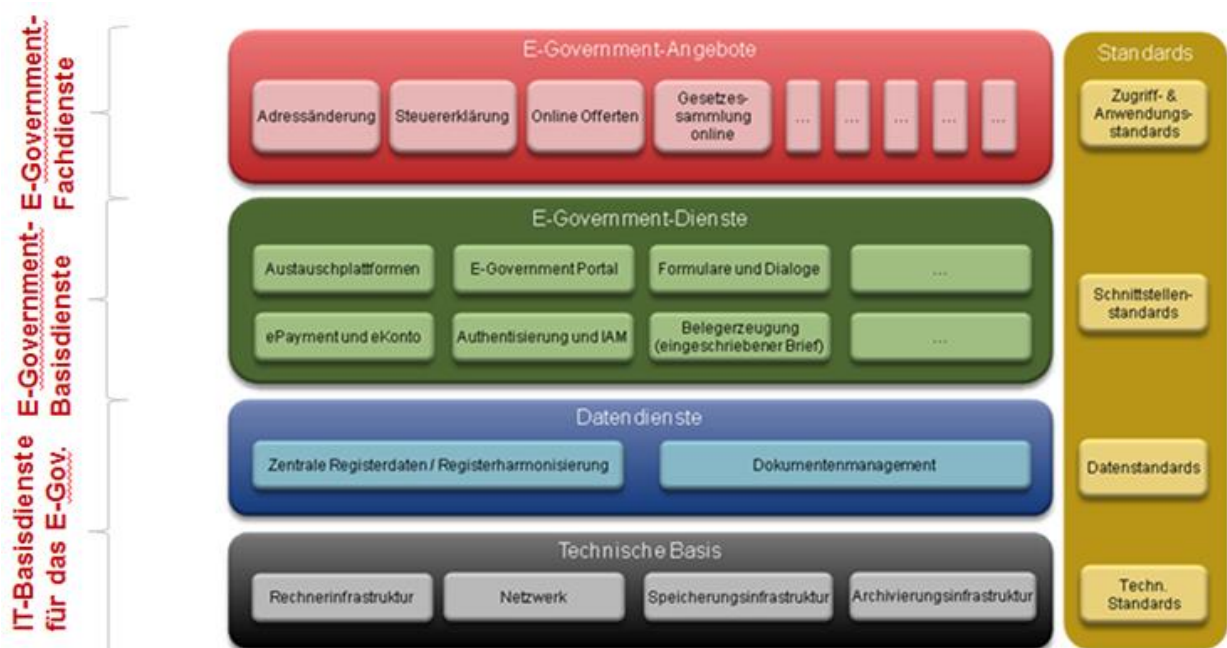 E-Government-
Fachdienste
E-Government-
Basisdienste
IT-Basisdienste
für das E-Gov.
E-Government-Angebote
Adressänderung
Steuererklärung
Online Offerten
Gesetzes-
sammlung
online
...
...
...
...
...
E-Government-Dienste
Austauschplattformen
E-Government Portal
Formulare und Dialoge
...
ePayment und eKonto
Authentisierung und IAM
Belegerzeugung
(eingeschriebener Brief)
...
Datendienste
Zentrale Registerdaten / Registerharmonisierung
Dokumentenmanagement
Technische Basis
Rechnerinfrastruktur
Netzwerk
Speicherungsinfrastruktur
Archivierungsinfrastruktur
Standards
Zugriff- &
Anwendungs-
standards
Schnittstellen-
standards
Datenstandards
Techn.
Standards